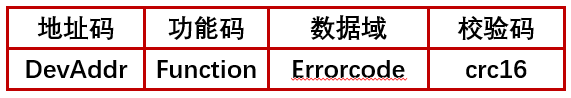 地址码 功能码 数据域 校验码
DevAddr Function Errorcode crc16